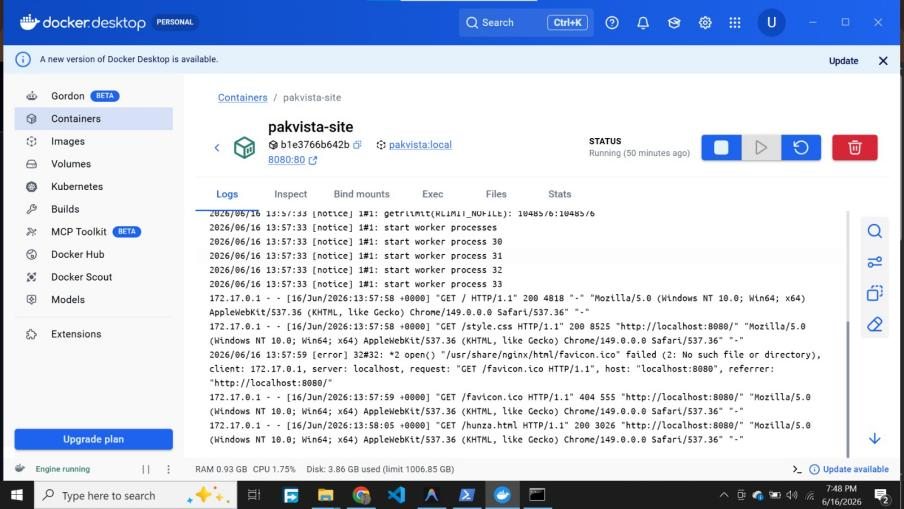 docker.desktop PERSONAL
Search Ctrl+K
U
A new version of Docker Desktop is available.
Update
Gordon BETA
Containers
Images
Volumes
Kubernetes
Builds
MCP Toolkit BETA
Docker Hub
Docker Scout
Models
Extensions
Upgrade plan
Containers / pakvista-site
pakvista-site
b1e3766b642b pakvista:local
8080:80
STATUS
Running (50 minutes ago)
Logs Inspect Bind mounts Exec Files Stats
2026/06/16 13:57:33 [notice] 1#1: getrlimit(RLIMIT_NOFILE): 1048576:1048576
2026/06/16 13:57:33 [notice] 1#1: start worker processes
2026/06/16 13:57:33 [notice] 1#1: start worker process 30
2026/06/16 13:57:33 [notice] 1#1: start worker process 31
2026/06/16 13:57:33 [notice] 1#1: start worker process 32
2026/06/16 13:57:33 [notice] 1#1: start worker process 33
172.17.0.1 - - [16/Jun/2026:13:57:58 +0000] "GET / HTTP/1.1" 200 4818 "-" "Mozilla/5.0 (Windows NT 10.0; Win64; x64)
AppleWebKit/537.36 (KHTML, like Gecko) Chrome/149.0.0.0 Safari/537.36" "-"
172.17.0.1 - - [16/Jun/2026:13:57:58 +0000] "GET /style.css HTTP/1.1" 200 8525 "http://localhost:8080/" "Mozilla/5.0
(Windows NT 10.0; Win64; x64) AppleWebKit/537.36 (KHTML, like Gecko) Chrome/149.0.0.0 Safari/537.36" "-"
2026/06/16 13:57:59 [error] 32#32: *2 open() "/usr/share/nginx/html/favicon.ico" failed (2: No such file or directory),
client: 172.17.0.1, server: localhost, request: "GET /favicon.ico HTTP/1.1", host: "localhost:8080", referrer:
"http://localhost:8080/"
172.17.0.1 - - [16/Jun/2026:13:57:59 +0000] "GET /favicon.ico HTTP/1.1" 404 555 "http://localhost:8080/" "Mozilla/5.0
(Windows NT 10.0; Win64; x64) AppleWebKit/537.36 (KHTML, like Gecko) Chrome/149.0.0.0 Safari/537.36" "-"
172.17.0.1 - - [16/Jun/2026:13:58:05 +0000] "GET /hunza.html HTTP/1.1" 200 3026 "http://localhost:8080/" "Mozilla/5.0
(Windows NT 10.0; Win64; x64) AppleWebKit/537.36 (KHTML, like Gecko) Chrome/149.0.0.0 Safari/537.36" "-"
Engine running
RAM 0.93 GB CPU 1.75% Disk: 3.86 GB used (limit 1006.85 GB)
Update available
Type here to search
7:48 PM
6/16/2026
2